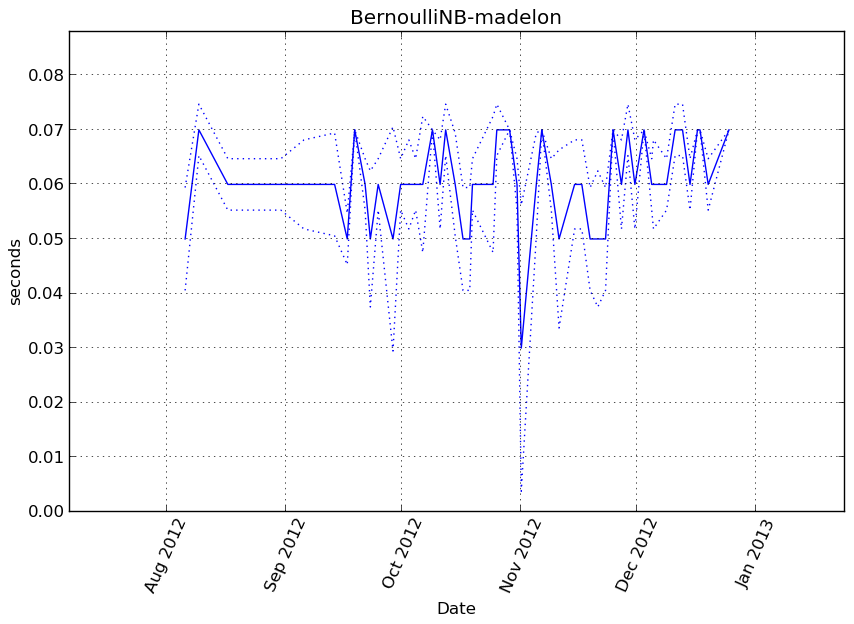 BernoulliNB-madelon
0.08
0.07
0.06
0.05
0.04
0.03
0.02
0.01
0.00
seconds
Aug 2012
Sep 2012
Oct 2012
Nov 2012
Dec 2012
Jan 2013
Date